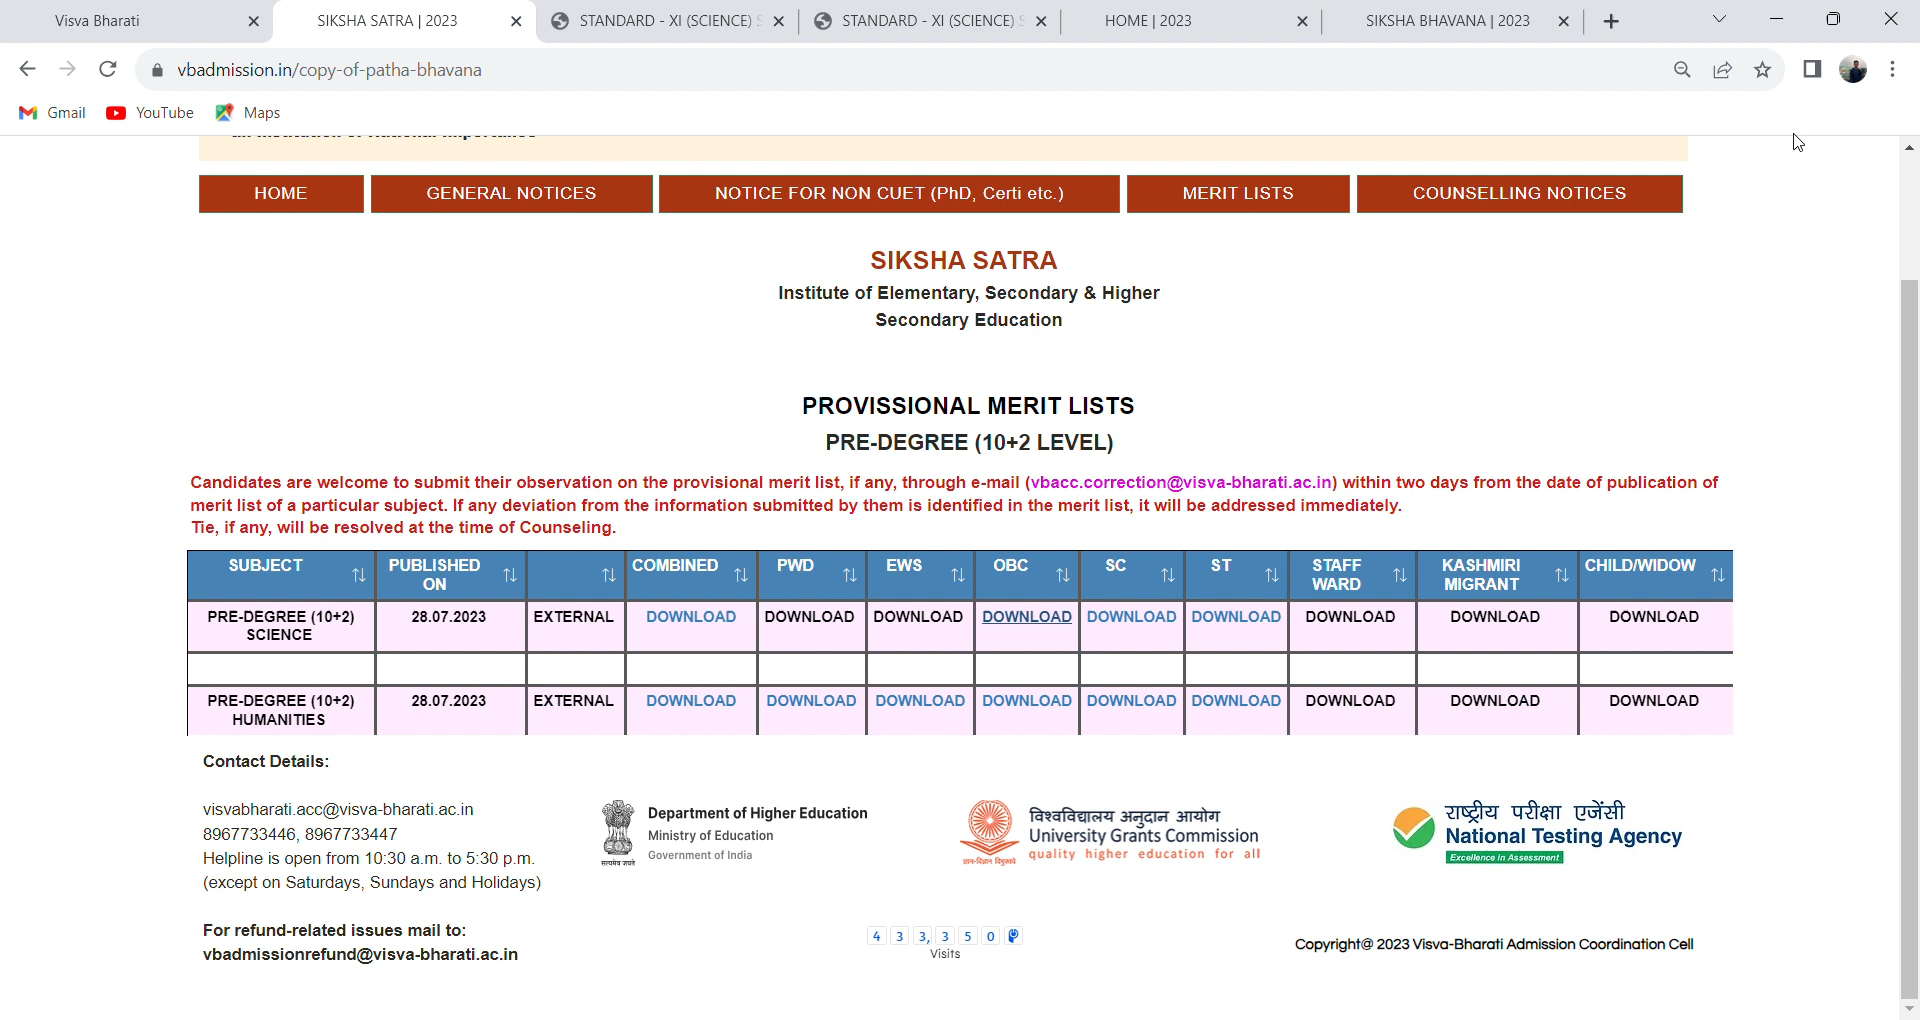 Visva Bharati
SIKSHA SATRA | 2023
STANDARD - XI (SCIENCE) S
STANDARD - XI (SCIENCE) S
HOME | 2023
SIKSHA BHAVANA | 2023
vbadmission.in/copy-of-patha-bhavana
Gmail
YouTube
Maps
HOME
GENERAL NOTICES
NOTICE FOR NON CUET (PhD, Certi etc.)
MERIT LISTS
COUNSELLING NOTICES
SIKSHA SATRA
Institute of Elementary, Secondary & Higher
Secondary Education
PROVISSIONAL MERIT LISTS
PRE-DEGREE (10+2 LEVEL)
Candidates are welcome to submit their observation on the provisional merit list, if any, through e-mail (vbacc.correction@visva-bharati.ac.in) within two days from the date of publication of
merit list of a particular subject. If any deviation from the information submitted by them is identified in the merit list, it will be addressed immediately.
Tie, if any, will be resolved at the time of Counseling.
SUBJECT PUBLISHED ON COMBINED PWD EWS OBC SC ST STAFF WARD KASHMIRI MIGRANT CHILD/WIDOW
PRE-DEGREE (10+2) SCIENCE 28.07.2023 EXTERNAL DOWNLOAD DOWNLOAD DOWNLOAD DOWNLOAD DOWNLOAD DOWNLOAD DOWNLOAD DOWNLOAD DOWNLOAD
PRE-DEGREE (10+2) HUMANITIES 28.07.2023 EXTERNAL DOWNLOAD DOWNLOAD DOWNLOAD DOWNLOAD DOWNLOAD DOWNLOAD DOWNLOAD DOWNLOAD DOWNLOAD
Contact Details:
visvabharati.acc@visva-bharati.ac.in
8967733446, 8967733447
Helpline is open from 10:30 a.m. to 5:30 p.m.
(except on Saturdays, Sundays and Holidays)
For refund-related issues mail to:
vbadmissionrefund@visva-bharati.ac.in
सत्यमेव जयते
Department of Higher Education
Ministry of Education
Government of India
ज्ञान-विज्ञान विमुक्तये
विश्वविद्यालय अनुदान आयोग
University Grants Commission
quality higher education for all
राष्ट्रीय परीक्षा एजेंसी
National Testing Agency
Excellence in Assessment
4 3 3, 3 5 0
Visits
Copyright@ 2023 Visva-Bharati Admission Coordination Cell